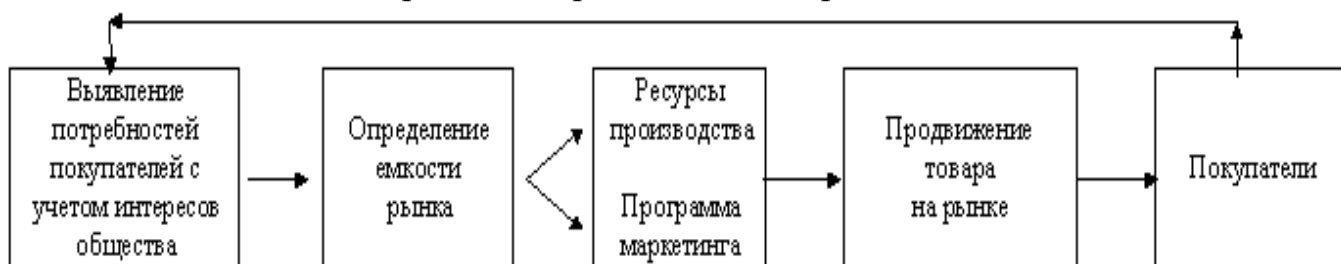 Выявление
потребностей
покупателей с
учетом интересов
общества
Определение
емкости
рынка
Ресурсы
производства
Программа
маркетинга
Продвижение
товара
на рынке
Покупатели